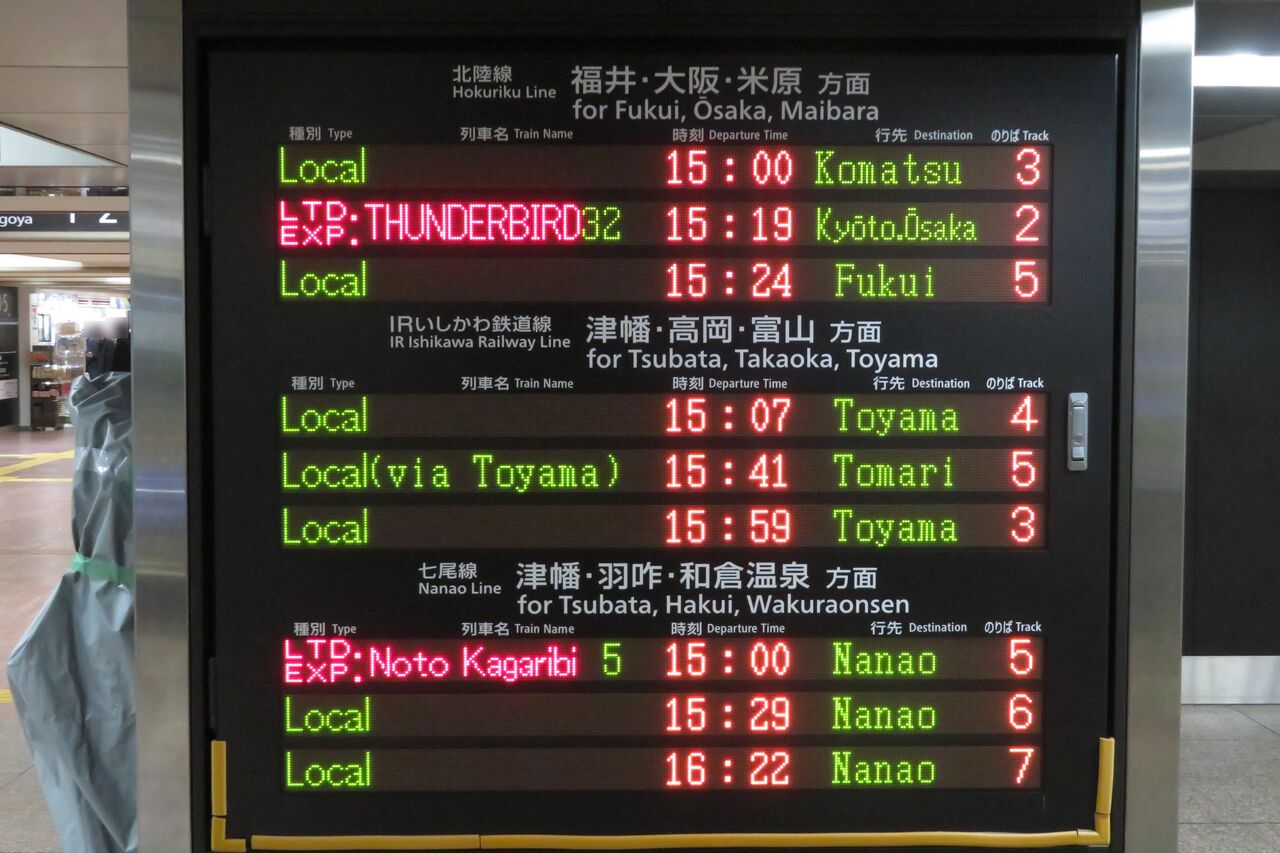 北陸線 福井・大阪・米原 方面
Hokuriku Line for Fukui, Ōsaka, Maibara
種別 Type 列車名 Train Name 時刻 Departure Time 行先 Destination のりば Track
Local 15:00 Komatsu 3
LTD. EXP. THUNDERBIRD 32 15:19 Kyōto.Ōsaka 2
Local 15:24 Fukui 5
IRいしかわ鉄道線 津幡・高岡・富山 方面
IR Ishikawa Railway Line for Tsubata, Takaoka, Toyama
種別 Type 列車名 Train Name 時刻 Departure Time 行先 Destination のりば Track
Local 15:07 Toyama 4
Local(via Toyama) 15:41 Tomari 5
Local 15:59 Toyama 3
七尾線 津幡・羽咋・和倉温泉 方面
Nanao Line for Tsubata, Hakui, Wakuraonsen
種別 Type 列車名 Train Name 時刻 Departure Time 行先 Destination のりば Track
LTD. EXP. Noto Kagaribi 5 15:00 Nanao 5
Local 15:29 Nanao 6
Local 16:22 Nanao 7
goya 1 2